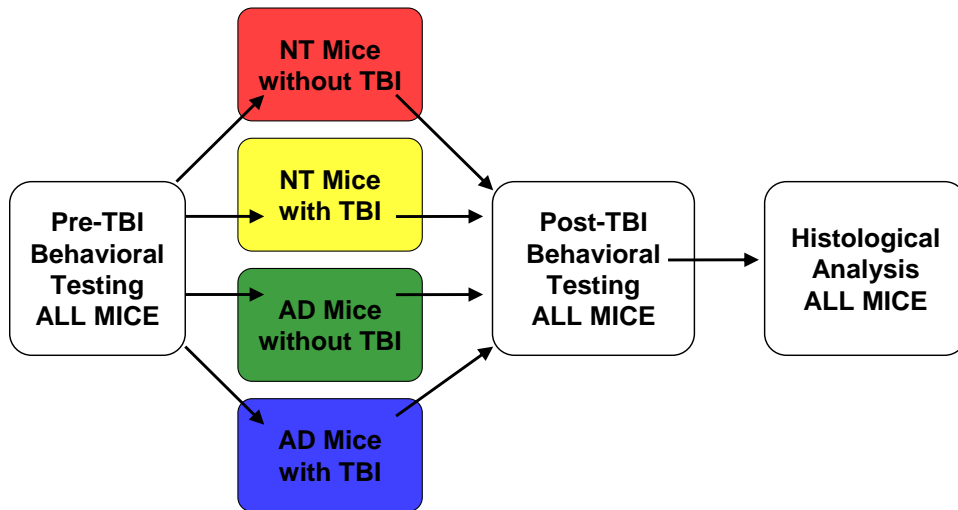 Pre-TBI
Behavioral
Testing
ALL MICE
NT Mice
without TBI
NT Mice
with TBI
AD Mice
without TBI
AD Mice
with TBI
Post-TBI
Behavioral
Testing
ALL MICE
Histological
Analysis
ALL MICE